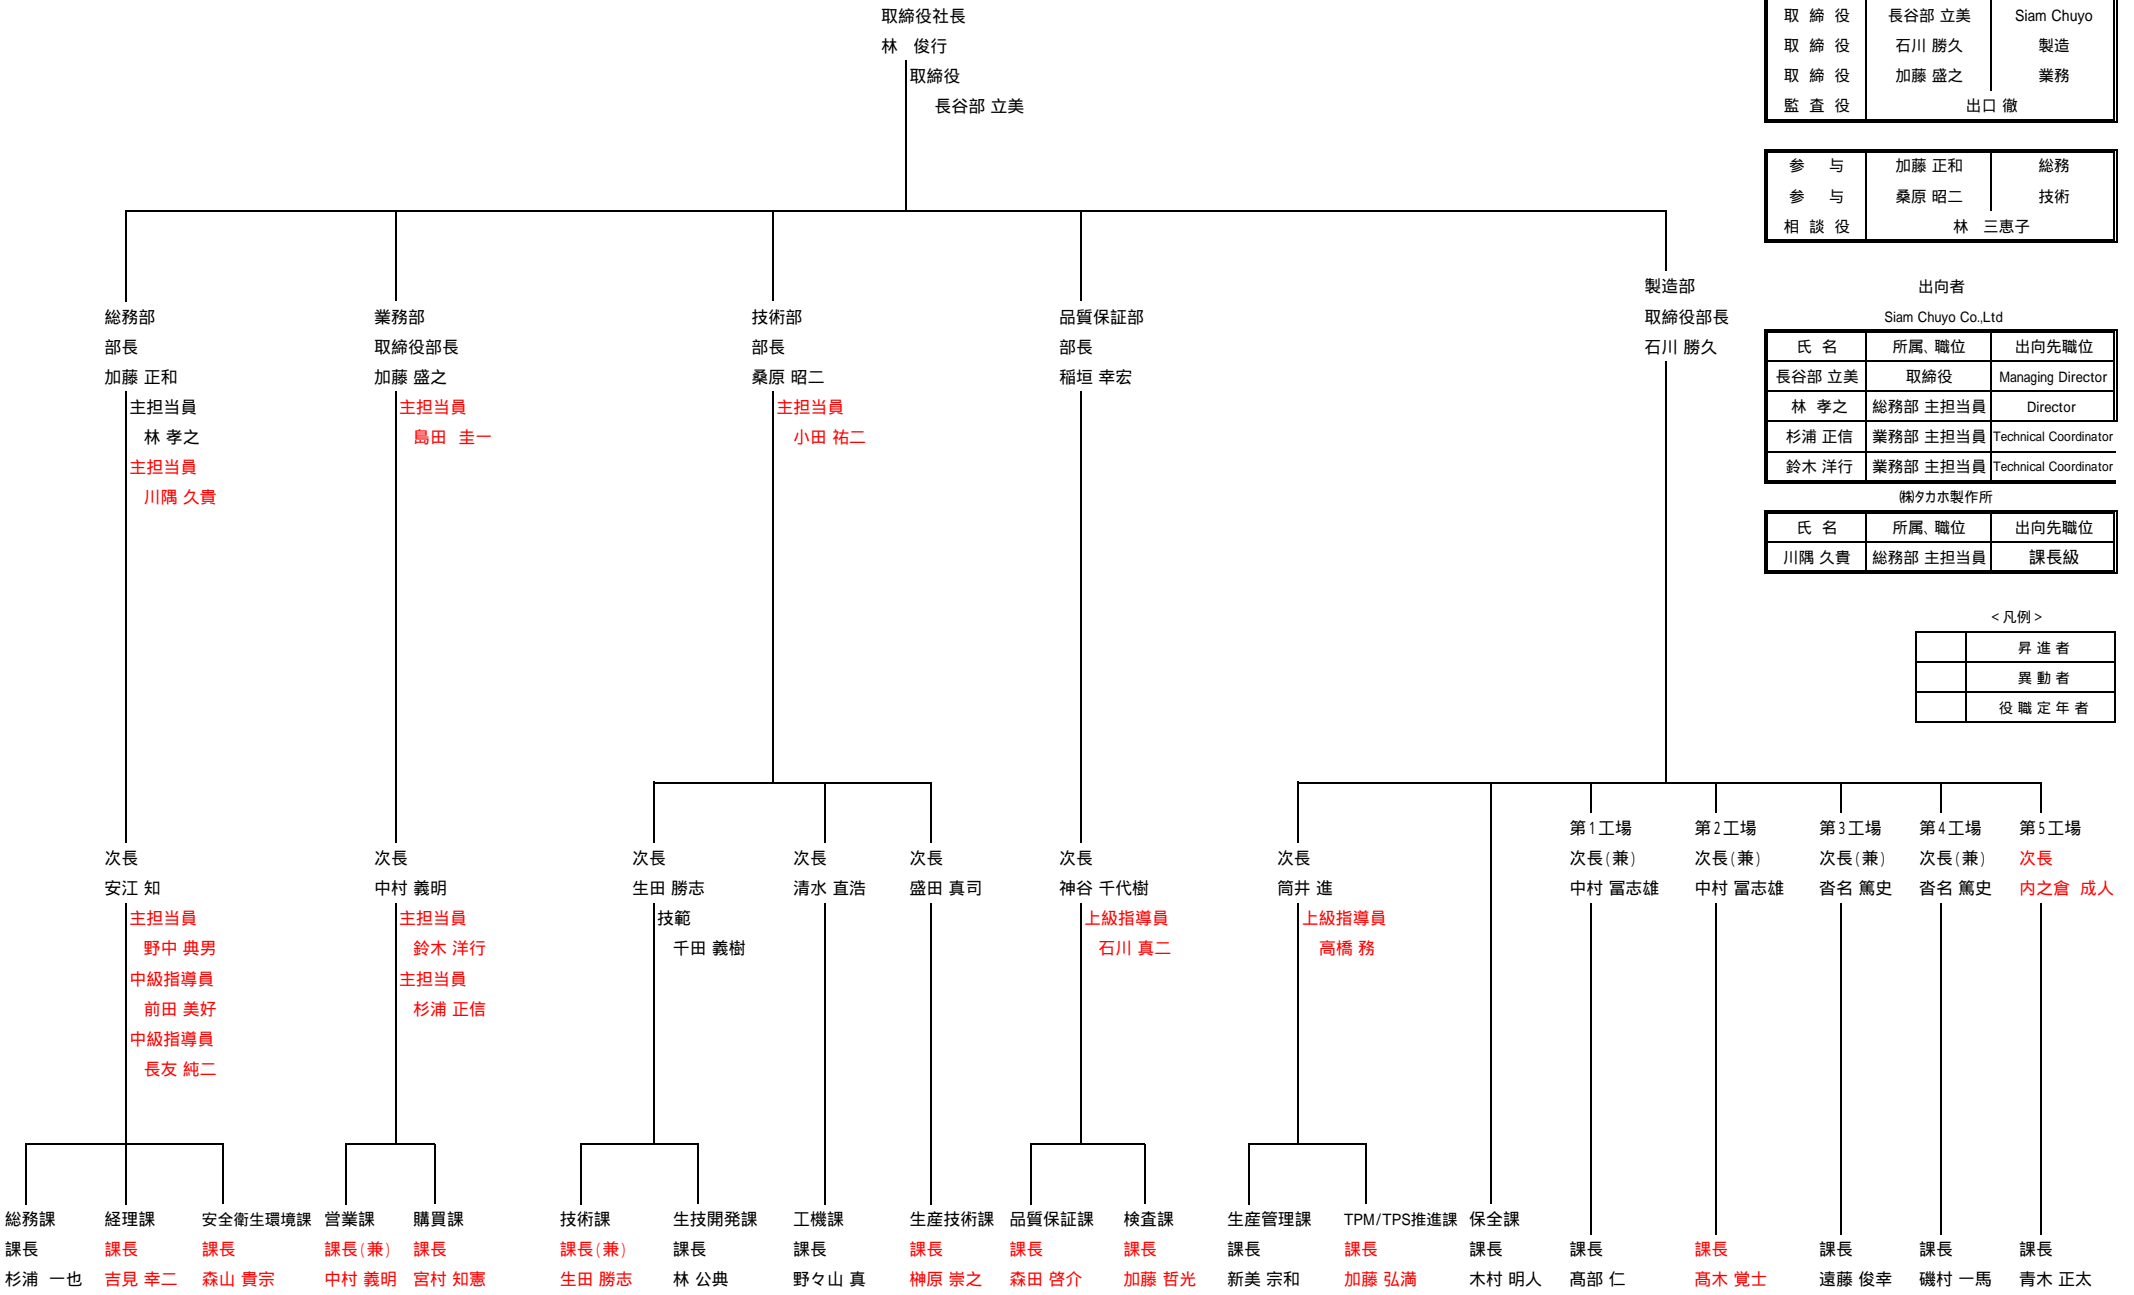 取締役社長
林 俊行
取締役
長谷部 立美
取 締 役 長谷部 立美 Siam Chuyo
取 締 役 石川 勝久 製造
取 締 役 加藤 盛之 業務
監 査 役 出口 徹
参 与 加藤 正和 総務
参 与 桑原 昭二 技術
相 談 役 林 三恵子
出向者
Siam Chuyo Co.,Ltd
氏 名 所属、職位 出向先職位
長谷部 立美 取締役 Managing Director
林 孝之 総務部 主担当員 Director
杉浦 正信 業務部 主担当員 Technical Coordinator
鈴木 洋行 業務部 主担当員 Technical Coordinator
㈱タカホ製作所
氏 名 所属、職位 出向先職位
川隅 久貴 総務部 主担当員 課長級
<凡例>
昇 進 者
異 動 者
役 職 定 年 者
総務部
部長
加藤 正和
主担当員
林 孝之
主担当員
川隅 久貴
業務部
取締役部長
加藤 盛之
主担当員
島田 圭一
技術部
部長
桑原 昭二
主担当員
小田 祐二
品質保証部
部長
稲垣 幸宏
製造部
取締役部長
石川 勝久
次長
安江 知
主担当員
野中 典男
中級指導員
前田 美好
中級指導員
長友 純二
次長
中村 義明
主担当員
鈴木 洋行
主担当員
杉浦 正信
次長
生田 勝志
技範
千田 義樹
次長
清水 直浩
次長
盛田 真司
次長
神谷 千代樹
上級指導員
石川 真二
次長
筒井 進
上級指導員
高橋 務
第1工場
次長(兼)
中村 冨志雄
第2工場
次長(兼)
中村 冨志雄
第3工場
次長(兼)
沓名 篤史
第4工場
次長(兼)
沓名 篤史
第5工場
次長
内之倉 成人
総務課
課長
杉浦 一也
経理課
課長
吉見 幸二
安全衛生環境課
課長
森山 貴宗
営業課
課長(兼)
中村 義明
購買課
課長
宮村 知憲
技術課
課長(兼)
生田 勝志
生技開発課
課長
林 公典
工機課
課長
野々山 真
生産技術課
課長
榊原 崇之
品質保証課
課長
森田 啓介
検査課
課長
加藤 哲光
生産管理課
課長
新美 宗和
TPM/TPS推進課
課長
加藤 弘満
保全課
課長
木村 明人
課長
髙部 仁
課長
髙木 覚士
課長
遠藤 俊幸
課長
磯村 一馬
課長
青木 正太